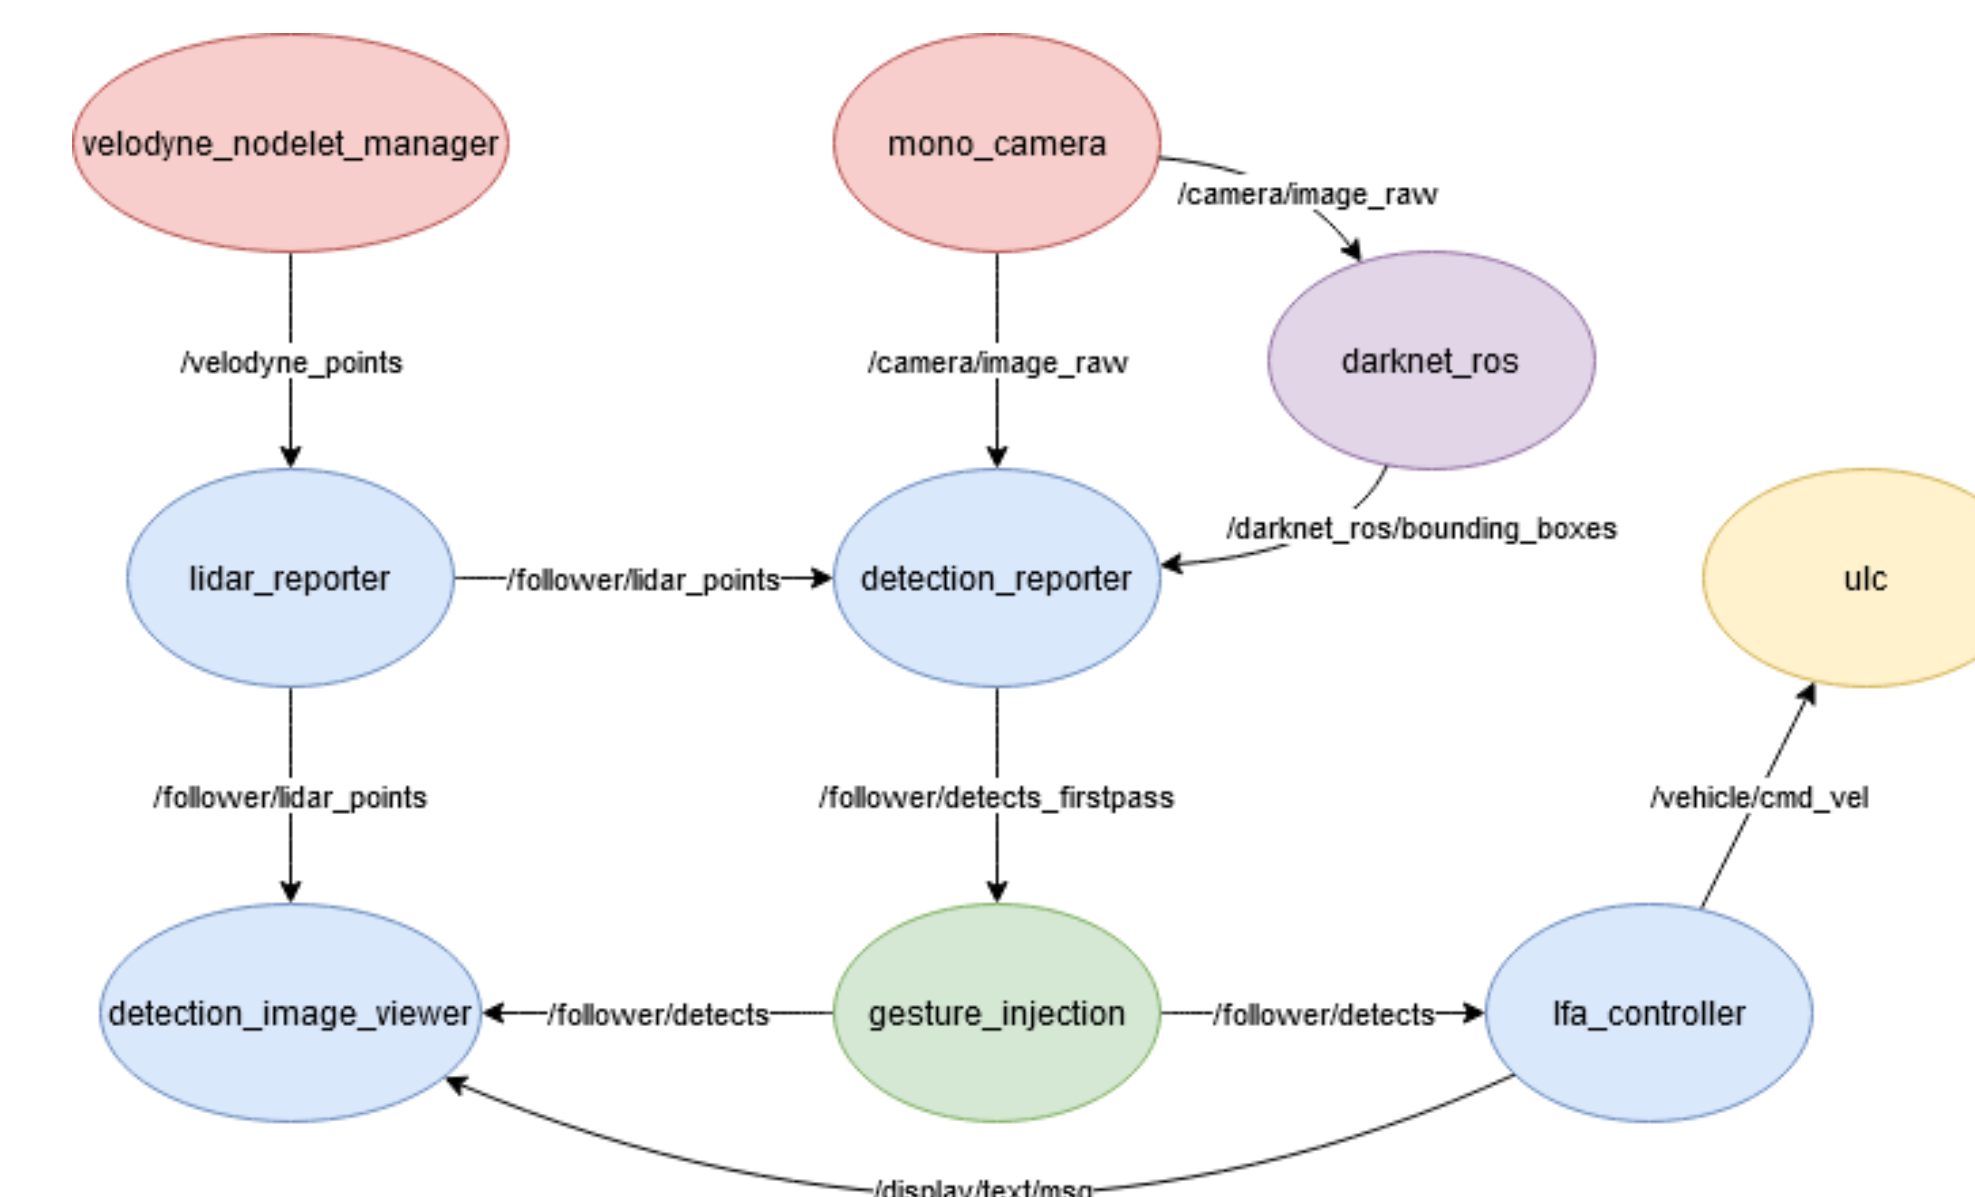 velodyne_nodelet_manager
mono_camera
/camera/image_raw
/velodyne_points
/camera/image_raw
darknet_ros
/darknet_ros/bounding_boxes
lidar_reporter
/follower/lidar_points
detection_reporter
ulc
/follower/lidar_points
/follower/detects_firstpass
/vehicle/cmd_vel
detection_image_viewer
/follower/detects
gesture_injection
/follower/detects
lfa_controller
/display/text/msg